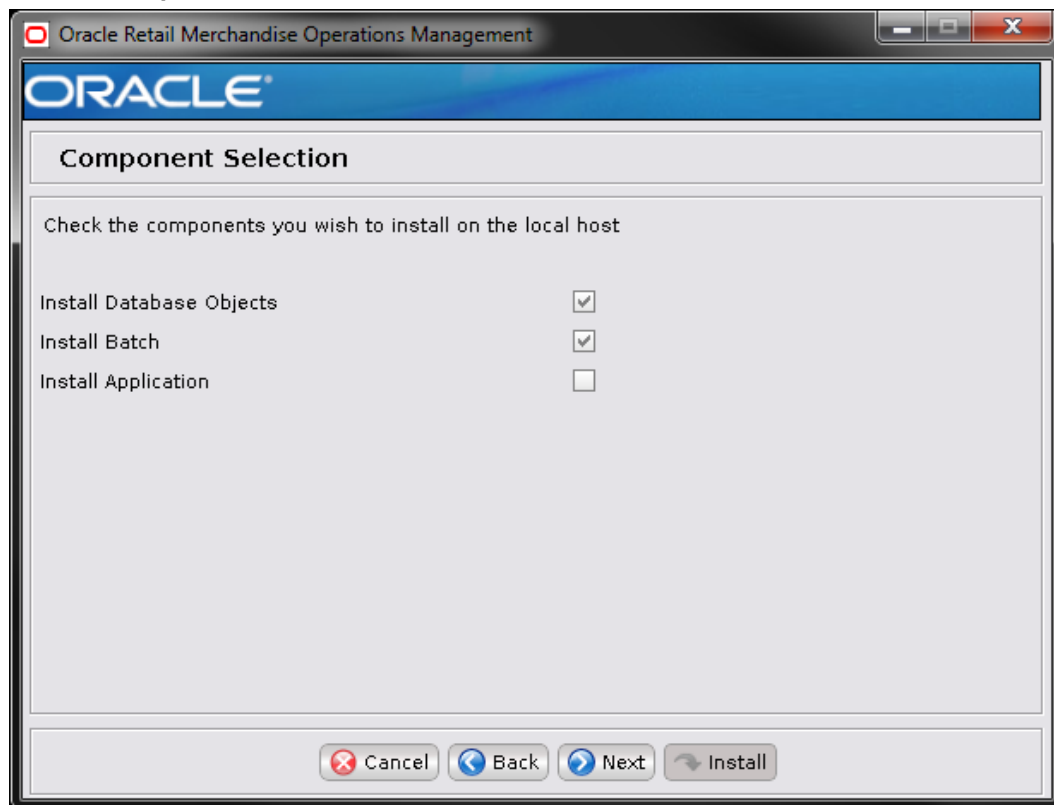 Oracle Retail Merchandise Operations Management
ORACLE®
Component Selection
Check the components you wish to install on the local host
Install Database Objects
Install Batch
Install Application
Cancel Back Next Install